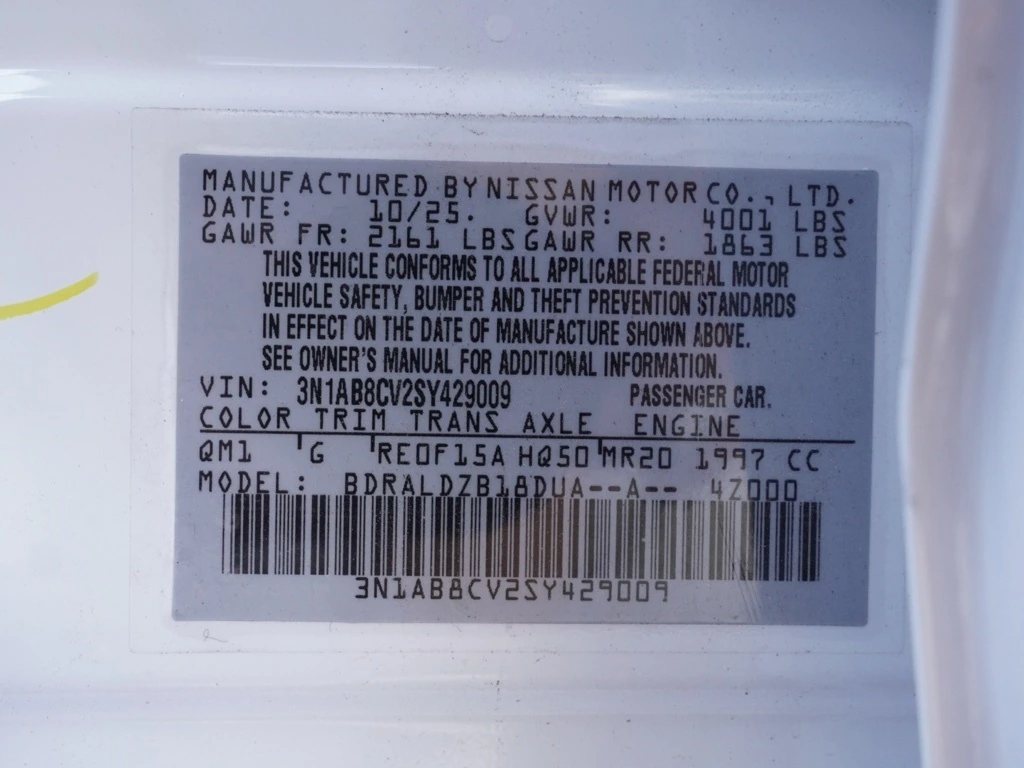 MANUFACTURED BY NISSAN MOTOR CO., LTD.
DATE: 10/25. GVWR: 4001 LBS
GAWR FR: 2161 LBS GAWR RR: 1863 LBS
THIS VEHICLE CONFORMS TO ALL APPLICABLE FEDERAL MOTOR
VEHICLE SAFETY, BUMPER AND THEFT PREVENTION STANDARDS
IN EFFECT ON THE DATE OF MANUFACTURE SHOWN ABOVE.
SEE OWNER'S MANUAL FOR ADDITIONAL INFORMATION.
VIN: 3N1AB8CV2SY429009 PASSENGER CAR.
COLOR TRIM TRANS AXLE ENGINE
QM1 G RE0F15A HQ50 MR20 1997 CC
MODEL: BDRALDZB18DUA--A-- 4Z000
3N1AB8CV2SY429009